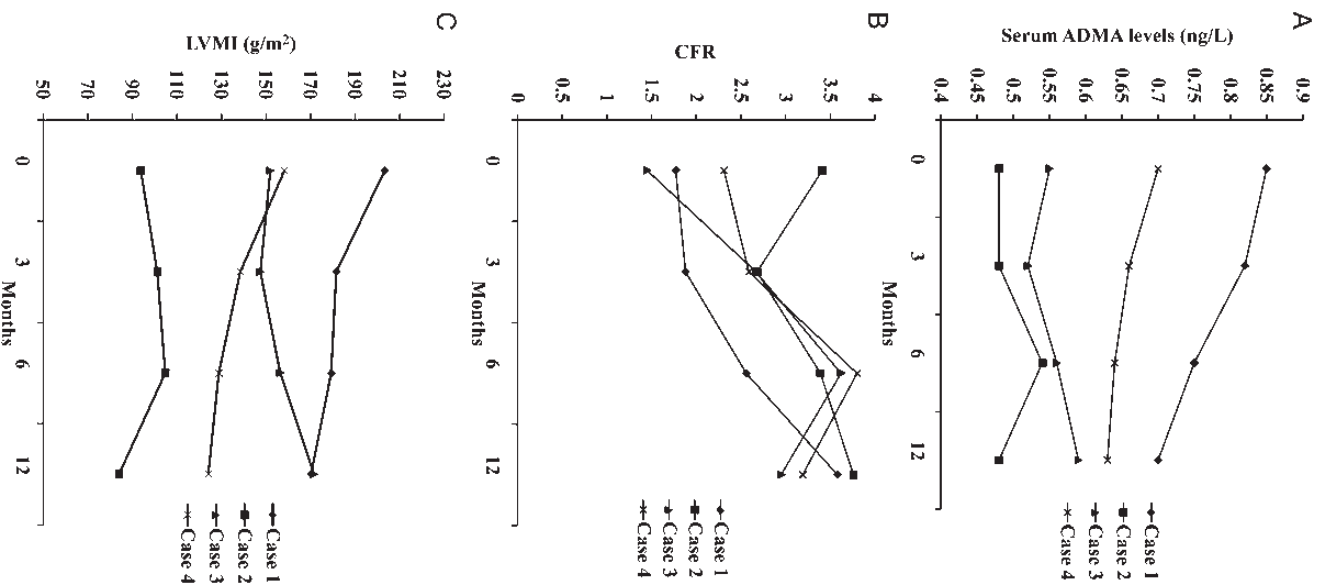 A
Serum ADMA levels (ng/L)
0.9
0.85
0.8
0.75
0.7
0.65
0.6
0.55
0.5
0.45
0.4
0
3
6
12
Months
Case 1
Case 2
Case 3
Case 4
B
CFR
4
3.5
3
2.5
2
1.5
1
0.5
0
0
3
6
12
Months
Case 1
Case 2
Case 3
Case 4
C
LVMI (g/m²)
230
210
190
170
150
130
110
90
70
50
0
3
6
12
Months
Case 1
Case 2
Case 3
Case 4